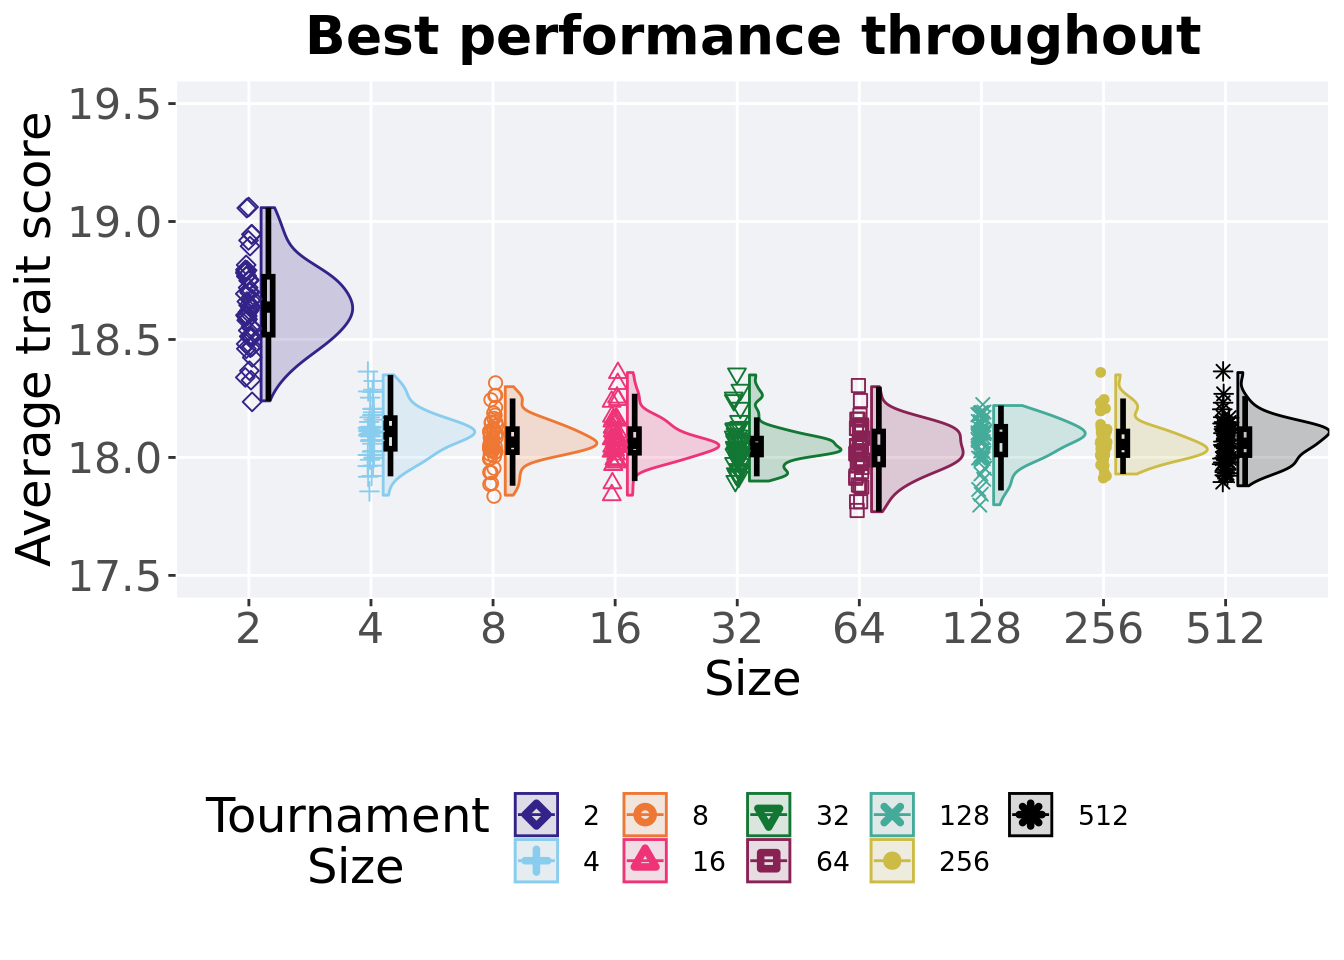 Best performance throughout
Average trait score
19.5
19.0
18.5
18.0
17.5
2 4 8 16 32 64 128 256 512
Size
Tournament
Size
2 8 32 128 512
4 16 64 256